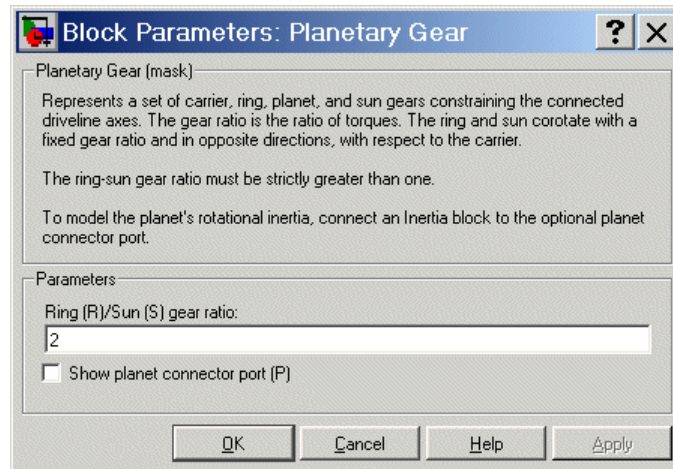 Block Parameters: Planetary Gear
Planetary Gear (mask)
Represents a set of carrier, ring, planet, and sun gears constraining the connected
driveline axes. The gear ratio is the ratio of torques. The ring and sun corotate with a
fixed gear ratio and in opposite directions, with respect to the carrier.
The ring-sun gear ratio must be strictly greater than one.
To model the planet's rotational inertia, connect an Inertia block to the optional planet
connector port.
Parameters
Ring (R)/Sun (S) gear ratio:
2
Show planet connector port (P)
OK Cancel Help Apply